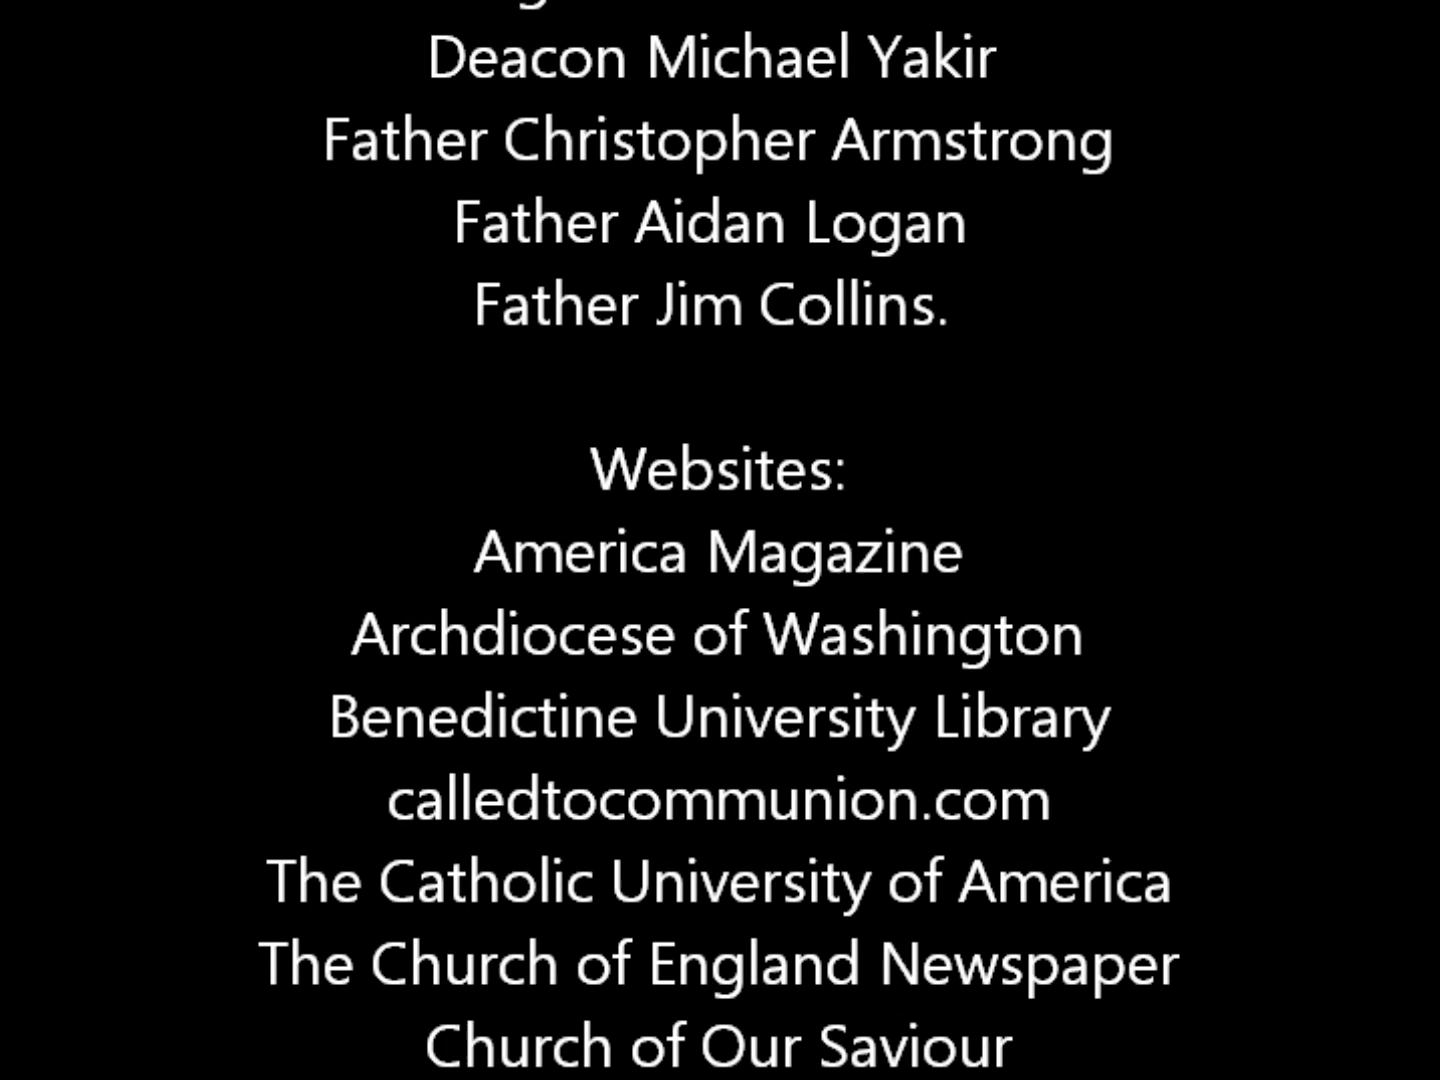 Deacon Michael Yakir
Father Christopher Armstrong
Father Aidan Logan
Father Jim Collins.
Websites:
America Magazine
Archdiocese of Washington
Benedictine University Library
calledtocommunion.com
The Catholic University of America
The Church of England Newspaper
Church of Our Saviour